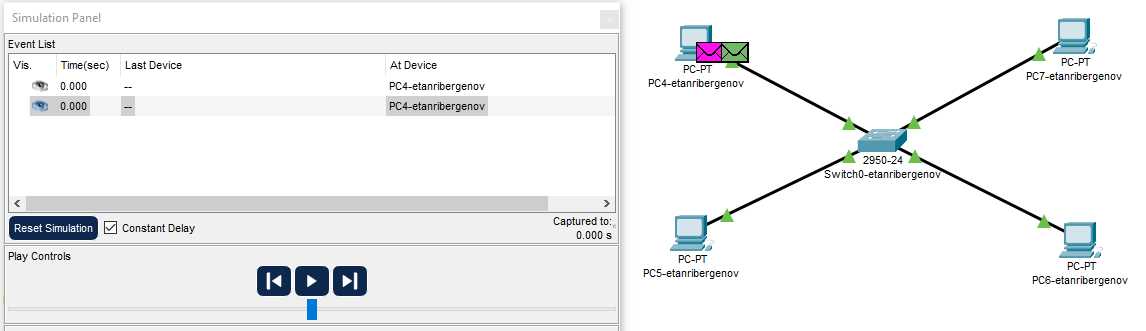 Simulation Panel
x
Event List
Vis. Time(sec) Last Device At Device
0.000 -- PC4-etanribergenov
0.000 -- PC4-etanribergenov
Reset Simulation Constant Delay Captured to:
0.000 s
Play Controls
PC-PT
PC4-etanribergenov
PC-PT
PC7-etanribergenov
2950-24
Switch0-etanribergenov
PC-PT
PC5-etanribergenov
PC-PT
PC6-etanribergenov